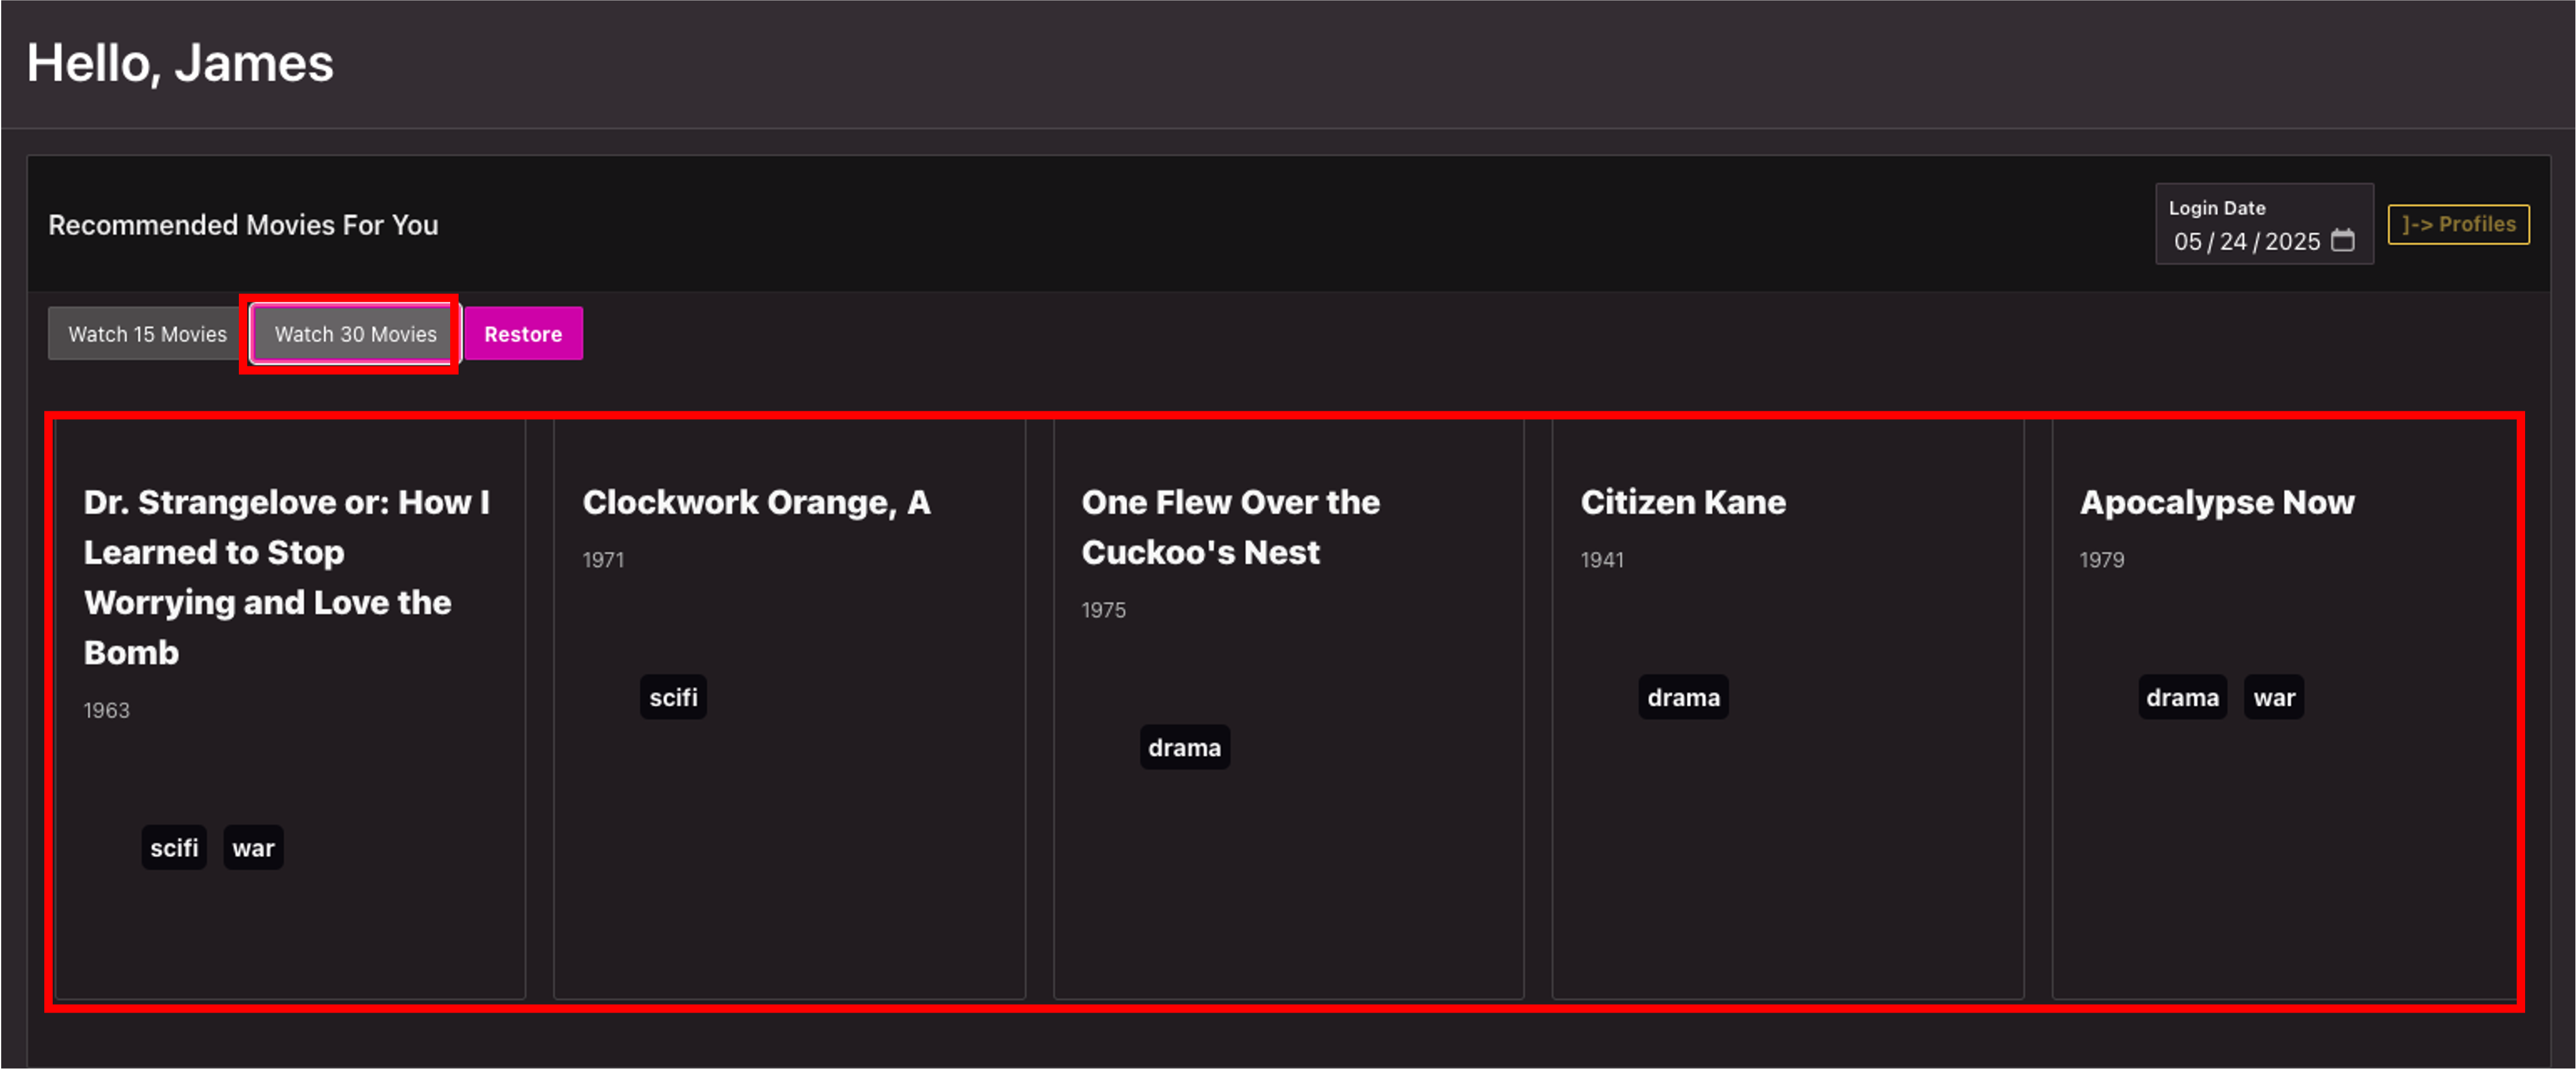 Hello, James
Recommended Movies For You
Login Date
05/24/2025
]-> Profiles
Watch 15 Movies
Watch 30 Movies
Restore
Dr. Strangelove or: How I
Learned to Stop
Worrying and Love the
Bomb
1963
scifi war
Clockwork Orange, A
1971
scifi
One Flew Over the
Cuckoo's Nest
1975
drama
Citizen Kane
1941
drama
Apocalypse Now
1979
drama war